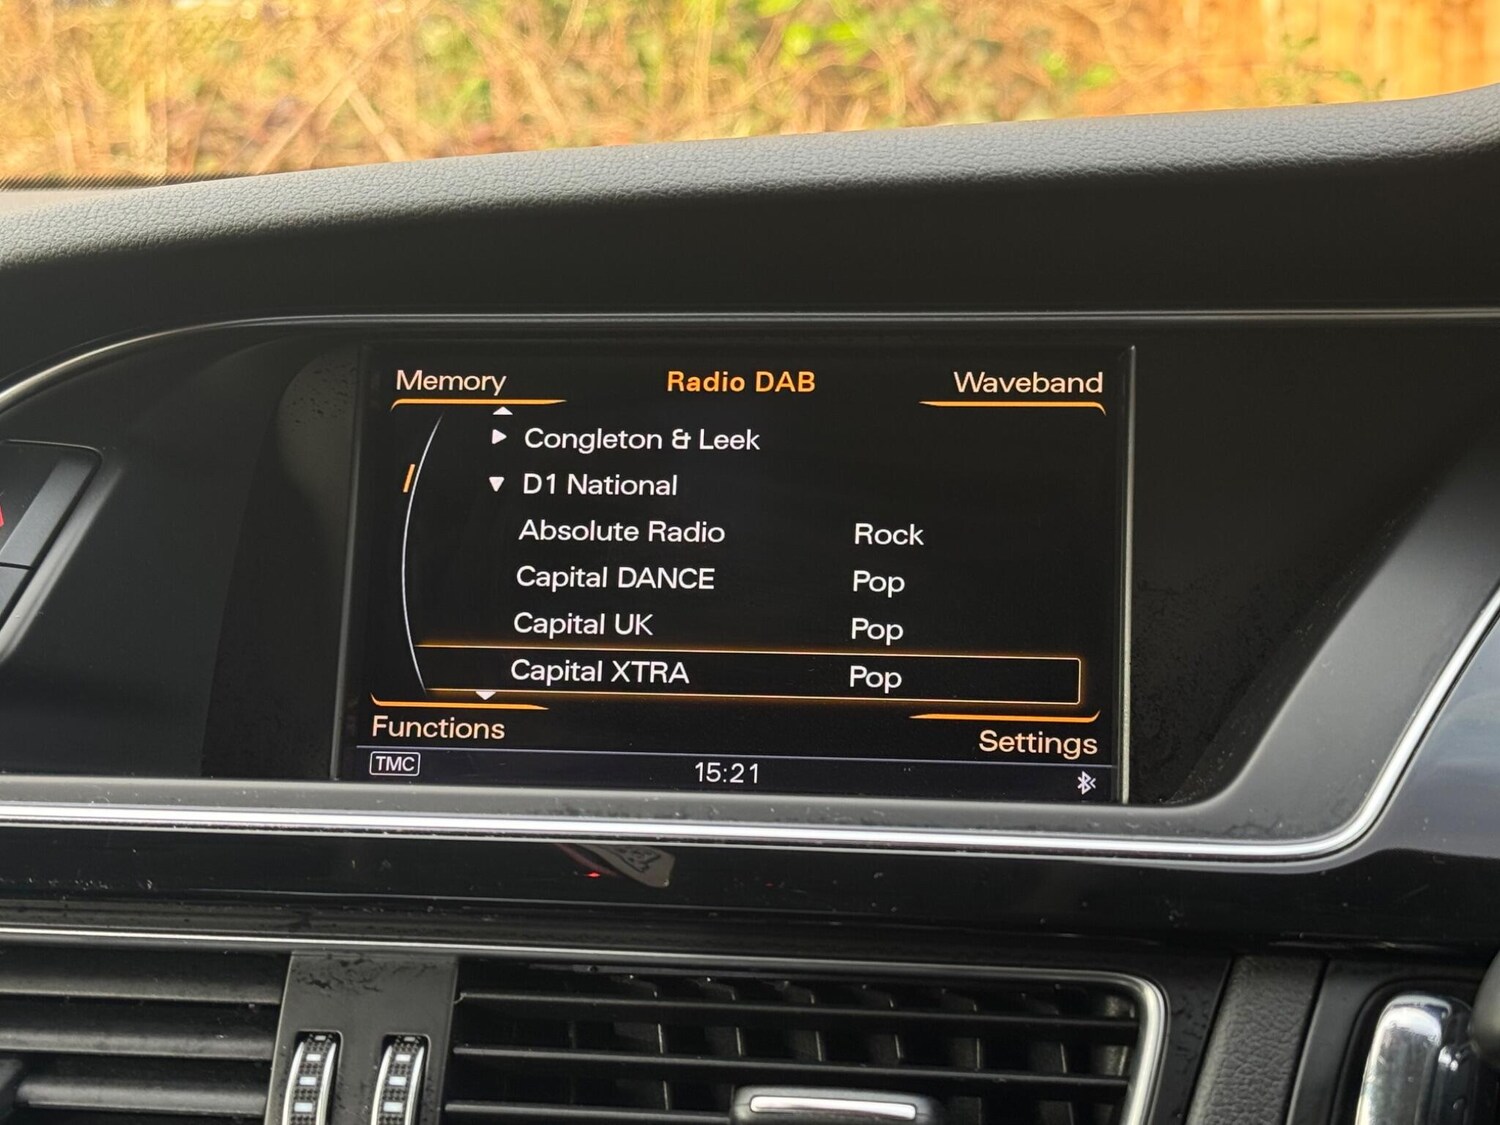 Memory Radio DAB Waveband
Congleton & Leek
D1 National
Absolute Radio Rock
Capital DANCE Pop
Capital UK Pop
Capital XTRA Pop
Functions Settings
TMC 15:21